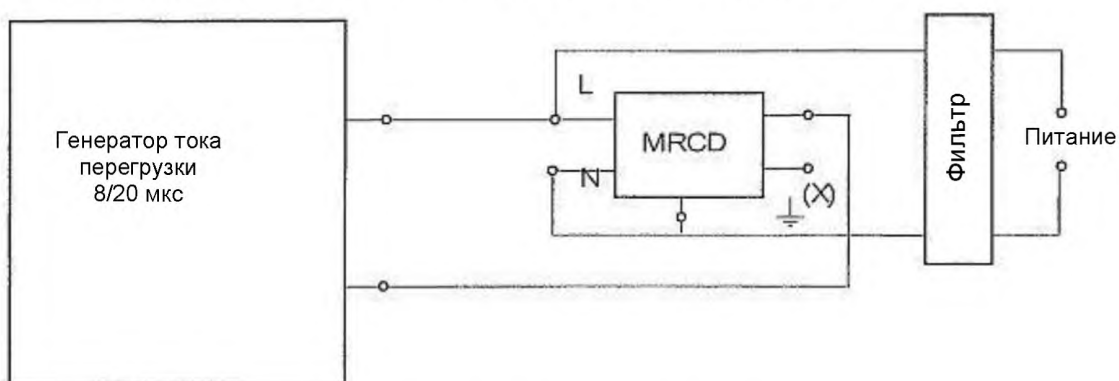 Генератор тока
перегрузки
8/20 мкс
L
N
MRCD
(X)
Фильтр
Питание